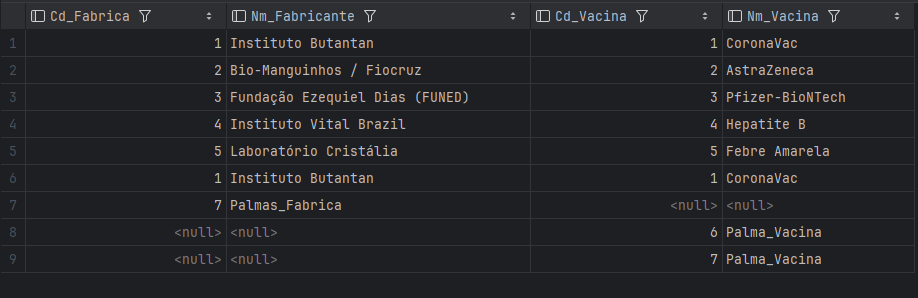 Cd_Fabrica Nm_Fabricante Cd_Vacina Nm_Vacina
1 1 Instituto Butantan 1 CoronaVac
2 2 Bio-Manguinhos / Fiocruz 2 AstraZeneca
3 3 Fundação Ezequiel Dias (FUNED) 3 Pfizer-BioNTech
4 4 Instituto Vital Brazil 4 Hepatite B
5 5 Laboratório Cristália 5 Febre Amarela
6 1 Instituto Butantan 1 CoronaVac
7 7 Palmas_Fabrica <null> <null>
8 <null> <null> 6 Palma_Vacina
9 <null> <null> 7 Palma_Vacina